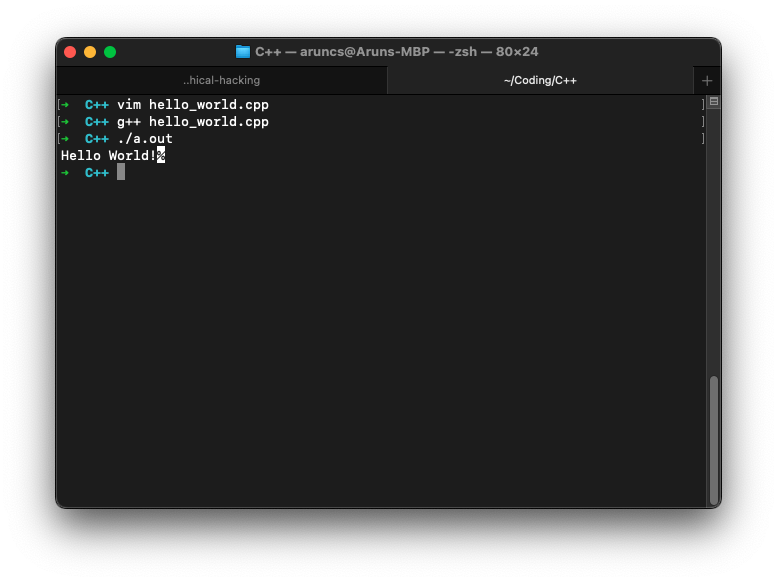 C++ — aruncs@Aruns-MBP — -zsh — 80×24
..hical-hacking
~/Coding/C++
+
[➜  C++ vim hello_world.cpp ]
[➜  C++ g++ hello_world.cpp ]
[➜  C++ ./a.out ]
Hello World!%
➜  C++